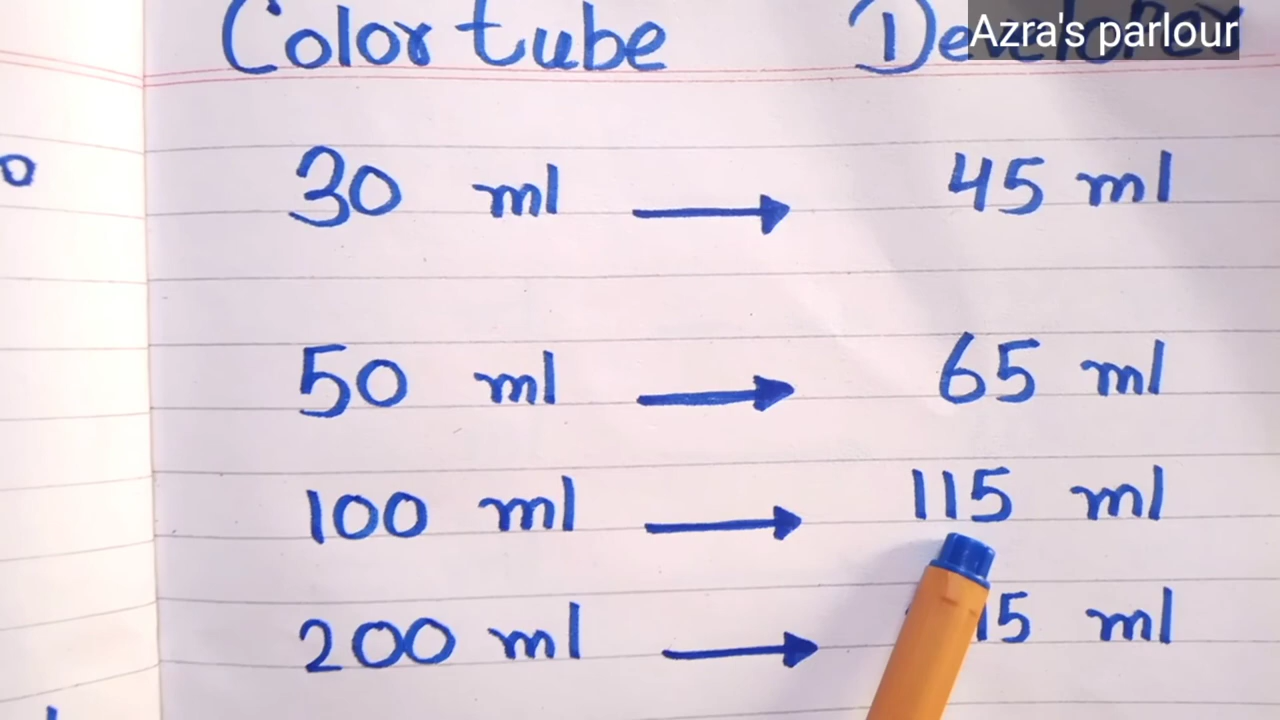 Azra's parlour
Color tube
30 ml → 45 ml
50 ml → 65 ml
100 ml → 115 ml
200 ml → 15 ml